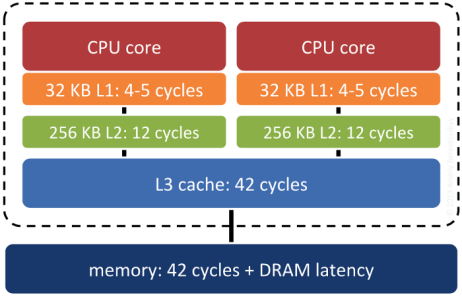 CPU core
CPU core
32 KB L1: 4-5 cycles
32 KB L1: 4-5 cycles
256 KB L2: 12 cycles
256 KB L2: 12 cycles
L3 cache: 42 cycles
memory: 42 cycles + DRAM latency